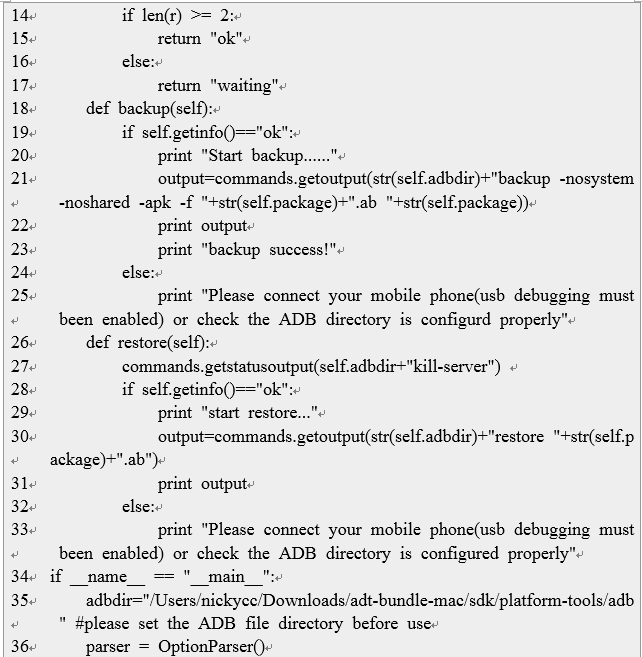 14 if len(r) >= 2:
15 return "ok"
16 else:
17 return "waiting"
18 def backup(self):
19 if self.getinfo()=="ok":
20 print "Start backup......"
21 output=commands.getoutput(str(self.adbdir)+"backup -nosystem
-noshared -apk -f "+str(self.package)+".ab "+str(self.package))
22 print output
23 print "backup success!"
24 else:
25 print "Please connect your mobile phone(usb debugging must
been enabled) or check the ADB directory is configurd properly"
26 def restore(self):
27 commands.getstatusoutput(self.adbdir+"kill-server")
28 if self.getinfo()=="ok":
29 print "start restore..."
30 output=commands.getoutput(str(self.adbdir)+"restore "+str(self.p
ackage)+".ab")
31 print output
32 else:
33 print "Please connect your mobile phone(usb debugging must
been enabled) or check the ADB directory is configured properly"
34 if __name__ == "__main__":
35 adbdir="/Users/nickycc/Downloads/adt-bundle-mac/sdk/platform-tools/adb
" #please set the ADB file directory before use
36 parser = OptionParser()